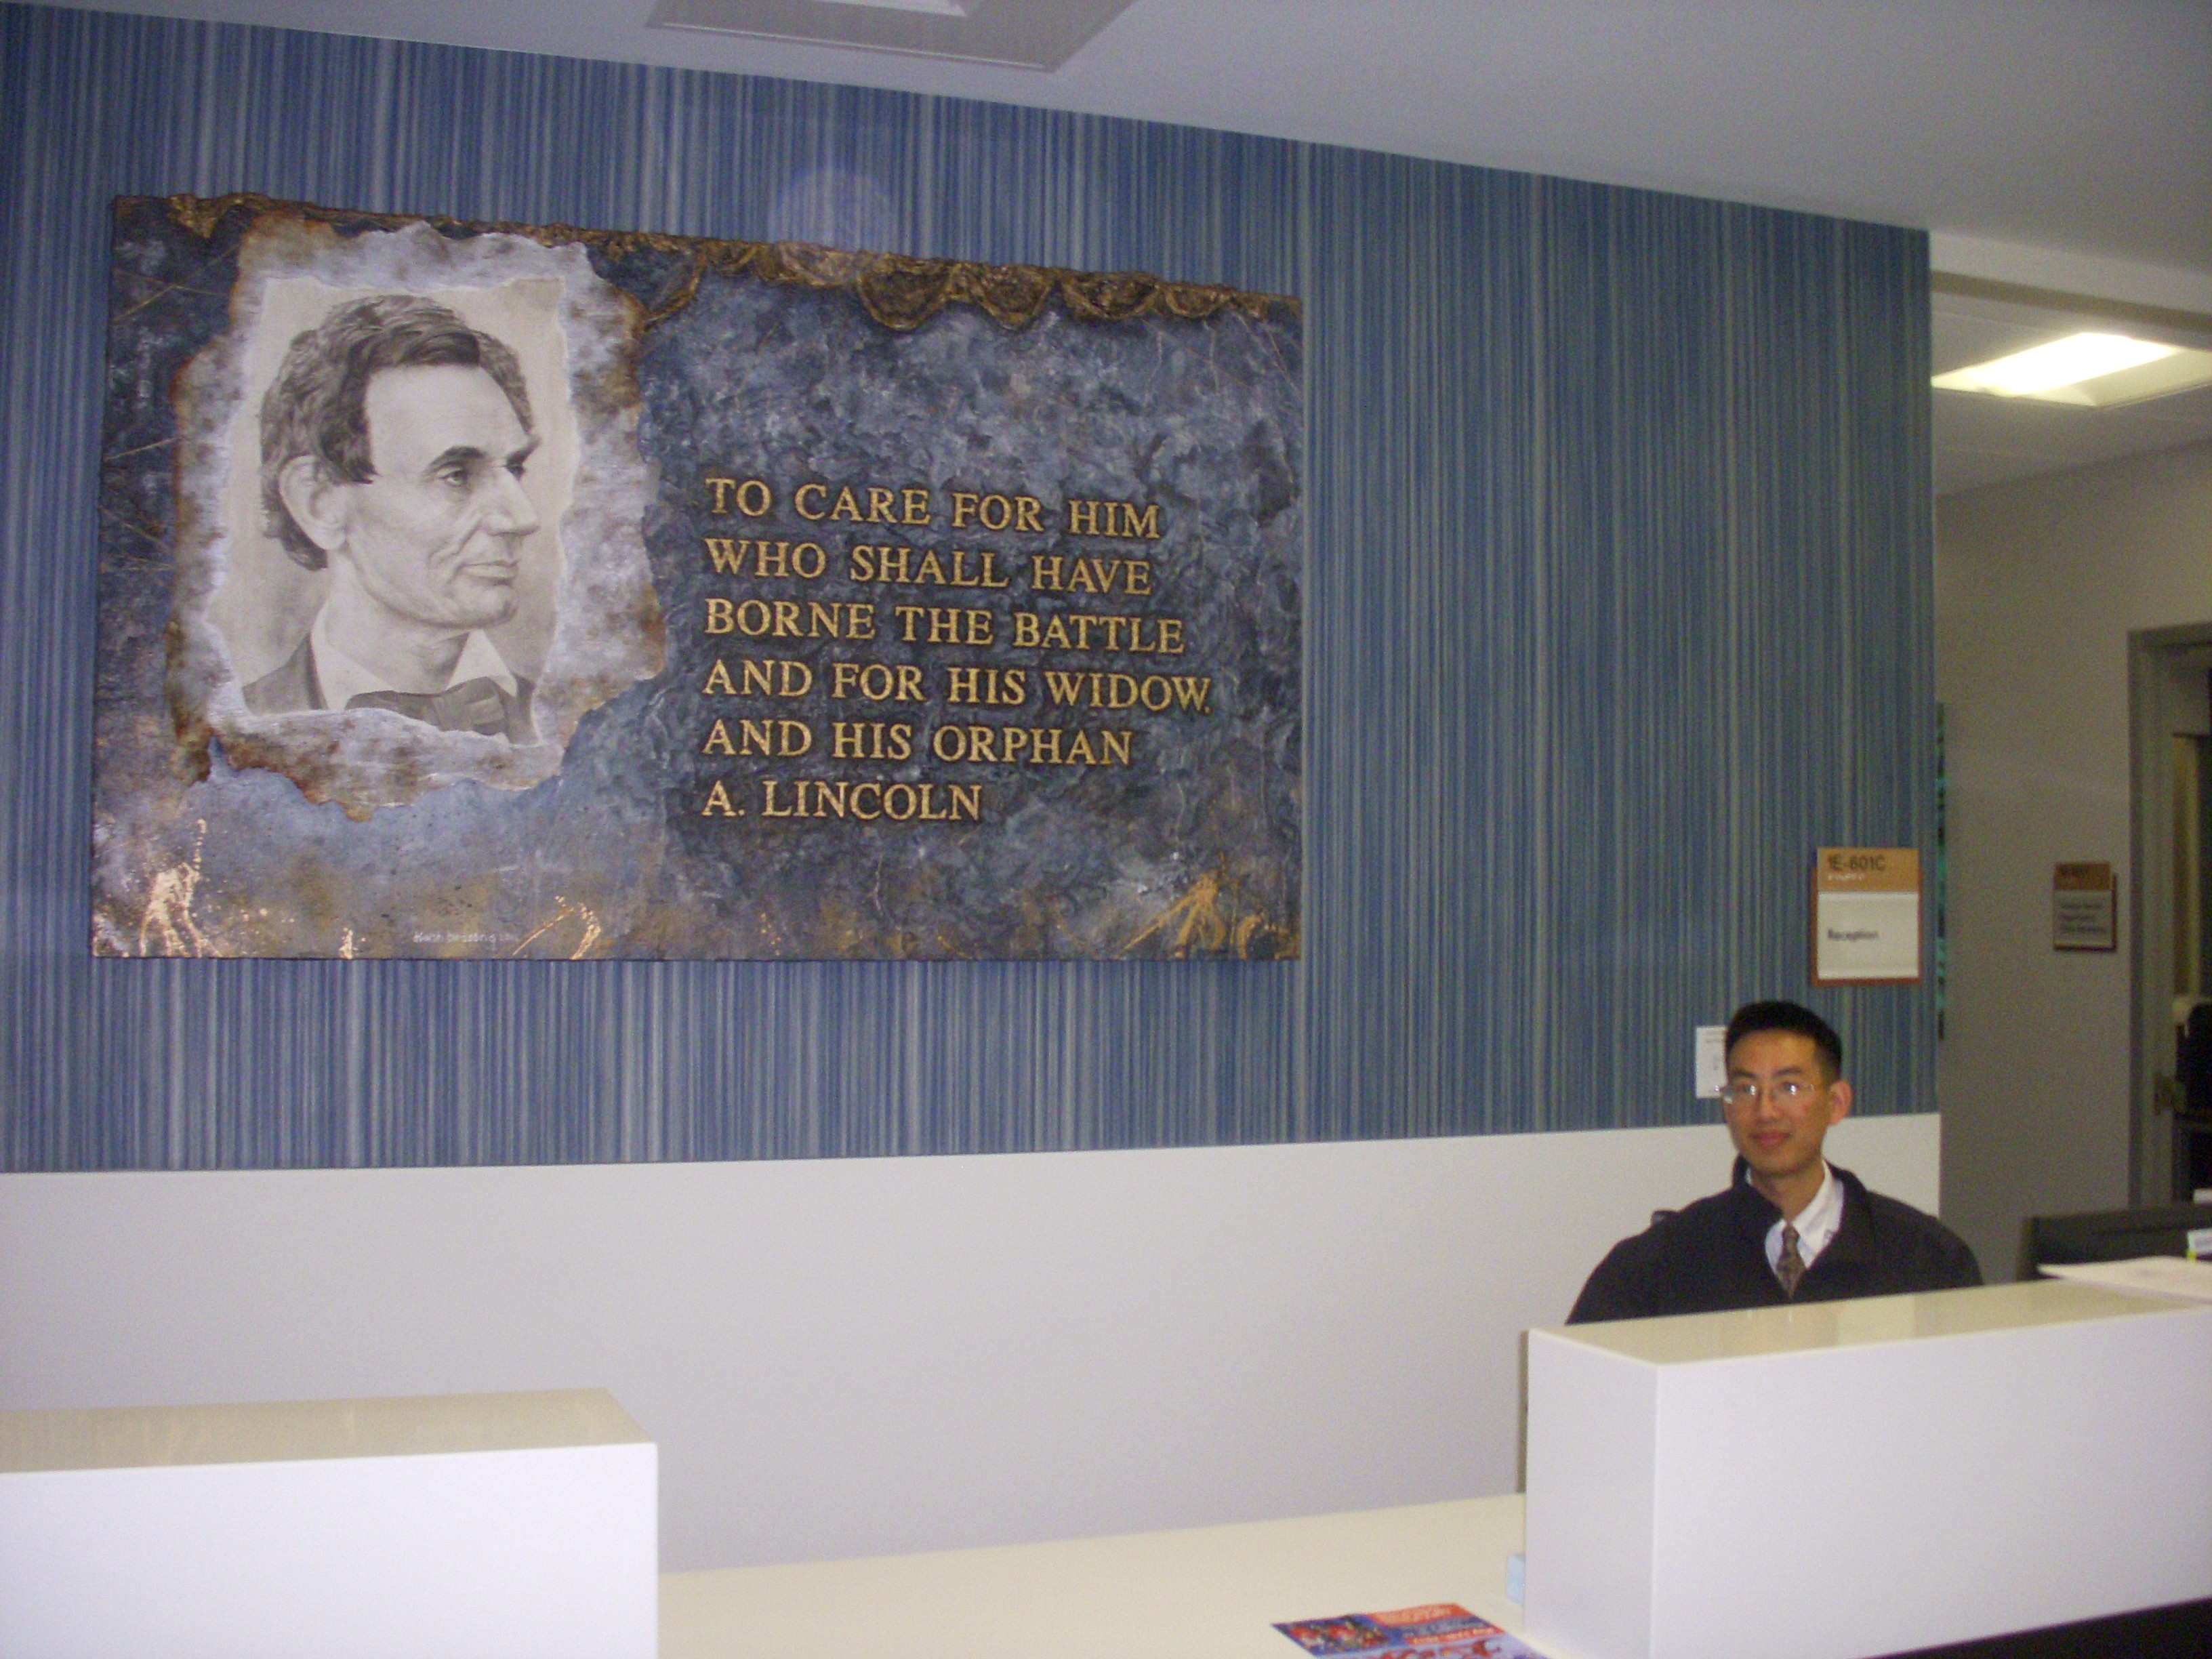 TO CARE FOR HIM
WHO SHALL HAVE
BORNE THE BATTLE
AND FOR HIS WIDOW,
AND HIS ORPHAN
A. LINCOLN
1E-601C
Reception